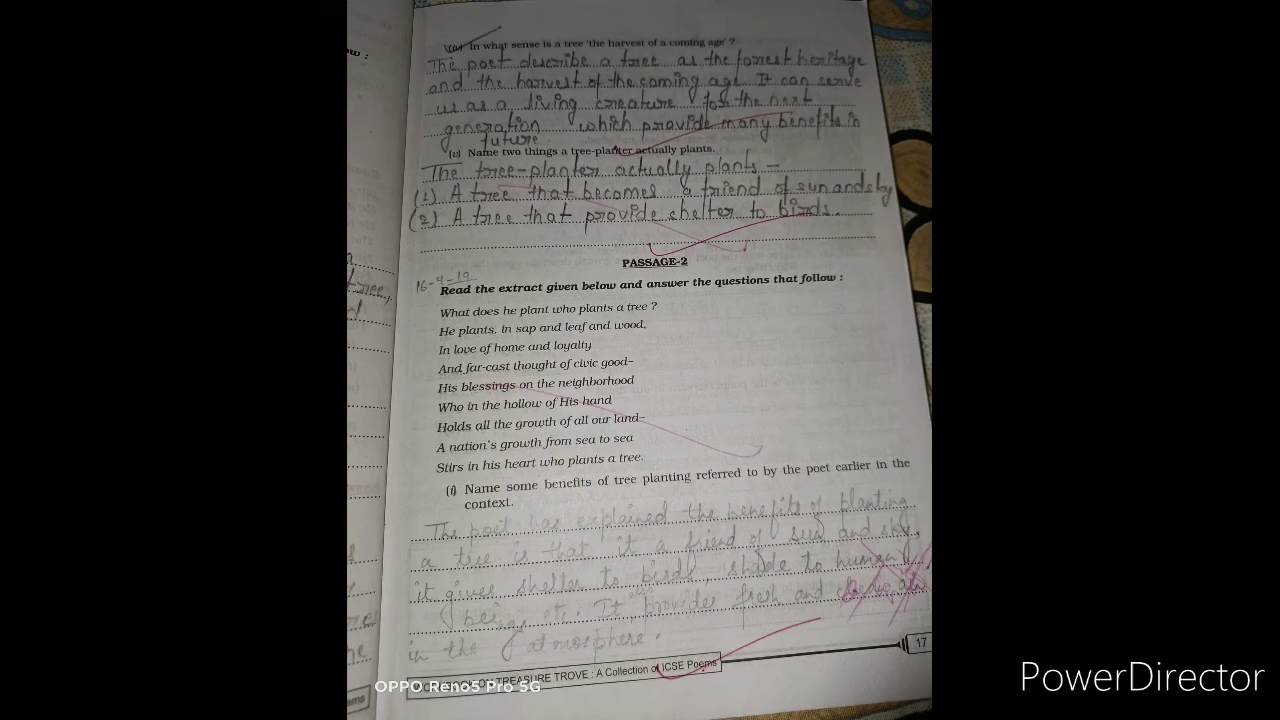 In what sense is a tree 'the harvest of a coming age' ?
The poet describe a tree as the forrest heritage
and the harvest of the coming age. It can serve
us as a living creature for the next
generation which provide many benefits in
future
(v) Name two things a tree-planter actually plants.
The tree-planter actually plants –
(1) A tree that becomes a friend of sun and sky
(2) A tree that provide shelter to birds.
PASSAGE-2
16-4-19
Read the extract given below and answer the questions that follow :
What does he plant who plants a tree ?
He plants, in sap and leaf and wood,
In love of home and loyalty
And far-cast thought of civic good–
His blessings on the neighborhood
Who in the hollow of His hand
Holds all the growth of all our land–
A nation's growth from sea to sea
Stirs in his heart who plants a tree.
(i) Name some benefits of tree planting referred to by the poet earlier in the
context.
The poet has explained the benefits of planting
a tree is that it a friend of sun and sky,
it gives shelter to birds, shade to human
beings etc. It also provides fresh and air
in the atmosphere.
17
ON TREASURE TROVE : A Collection of ICSE Poems
OPPO Reno5 Pro 5G
PowerDirector